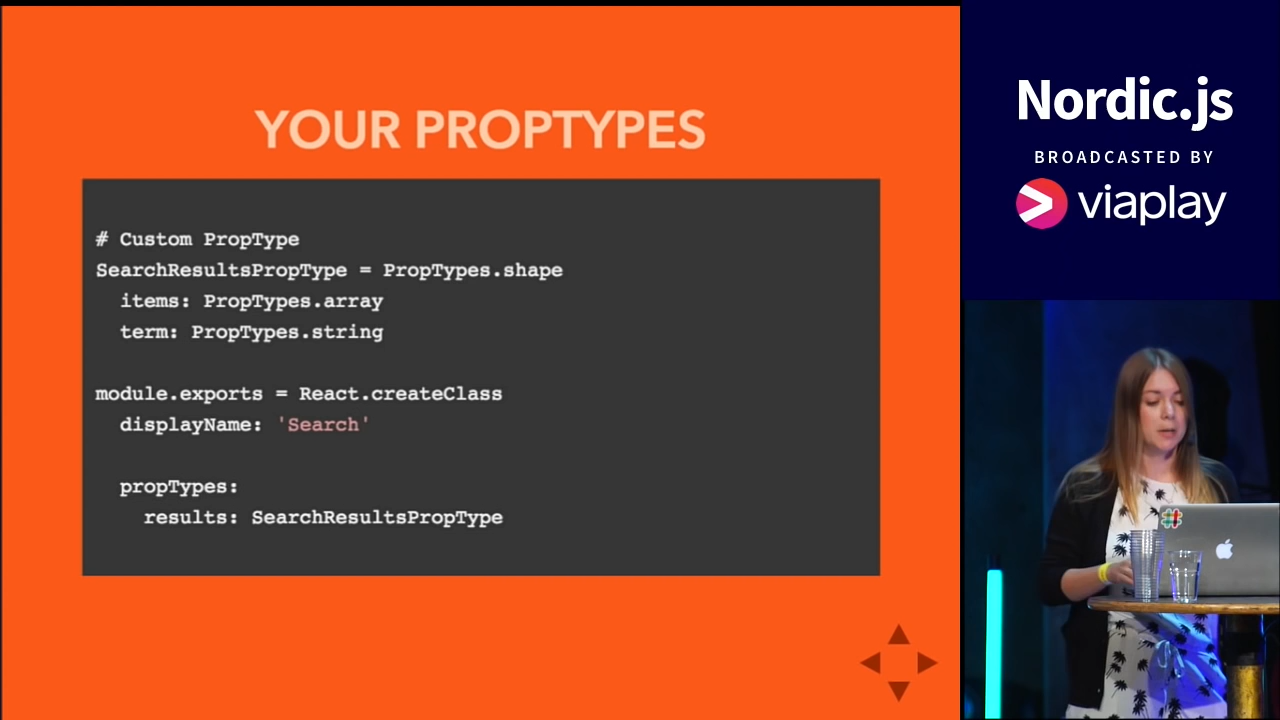 YOUR PROPTYPES
# Custom PropType
SearchResultsPropType = PropTypes.shape
  items: PropTypes.array
  term: PropTypes.string
module.exports = React.createClass
  displayName: 'Search'
  propTypes:
    results: SearchResultsPropType
Nordic.js
BROADCASTED BY
viaplay